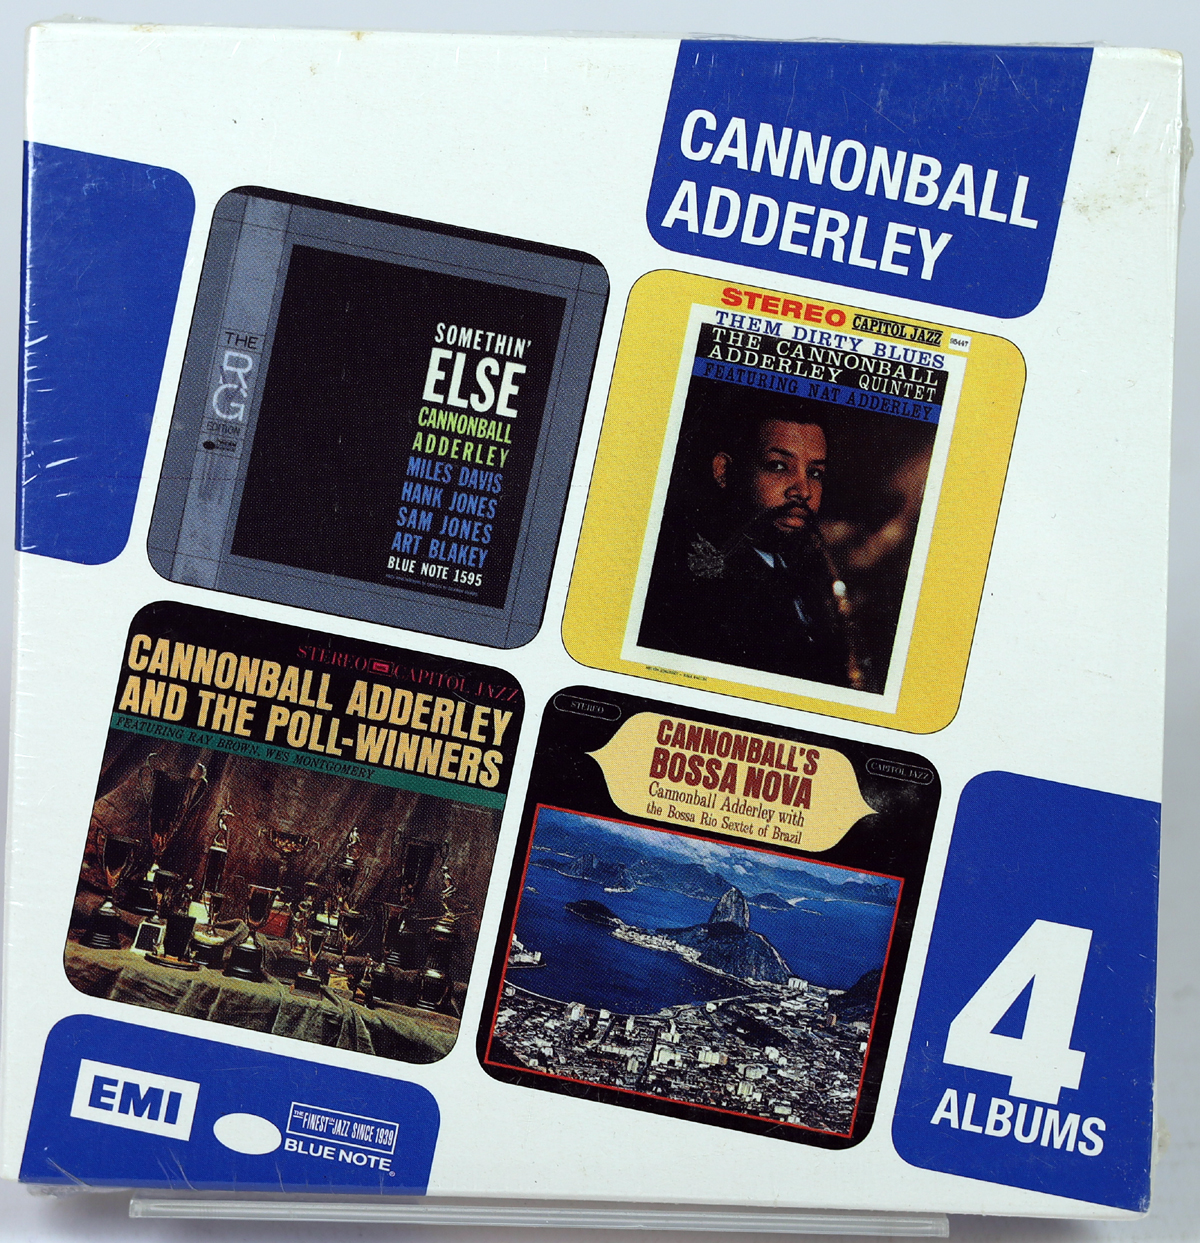 CANNONBALL
ADDERLEY
THE
RVG
EDITION
SOMETHIN'
ELSE
CANNONBALL
ADDERLEY
MILES DAVIS
HANK JONES
SAM JONES
ART BLAKEY
BLUE NOTE 1595
STEREO CAPITOL JAZZ
95447
THEM DIRTY BLUES
THE CANNONBALL
ADDERLEY QUINTET
FEATURING NAT ADDERLEY
STEREO CAPITOL JAZZ
CANNONBALL ADDERLEY
AND THE POLL-WINNERS
FEATURING RAY BROWN, WES MONTGOMERY
STEREO
CAPITOL JAZZ
CANNONBALL'S
BOSSA NOVA
Cannonball Adderley with
the Bossa Rio Sextet of Brazil
4
ALBUMS
EMI
THE FINEST IN JAZZ SINCE 1939
BLUE NOTE®